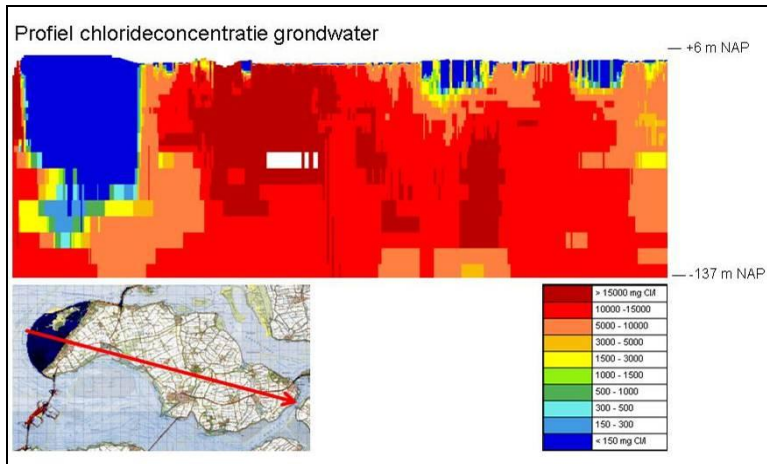 Profiel chlorideconcentratie grondwater
+6 m NAP
-137 m NAP
> 15000 mg Cl/l
10000 -15000
5000 - 10000
3000 - 5000
1500 - 3000
1000 - 1500
500 - 1000
300 - 500
150 - 300
< 150 mg Cl/l